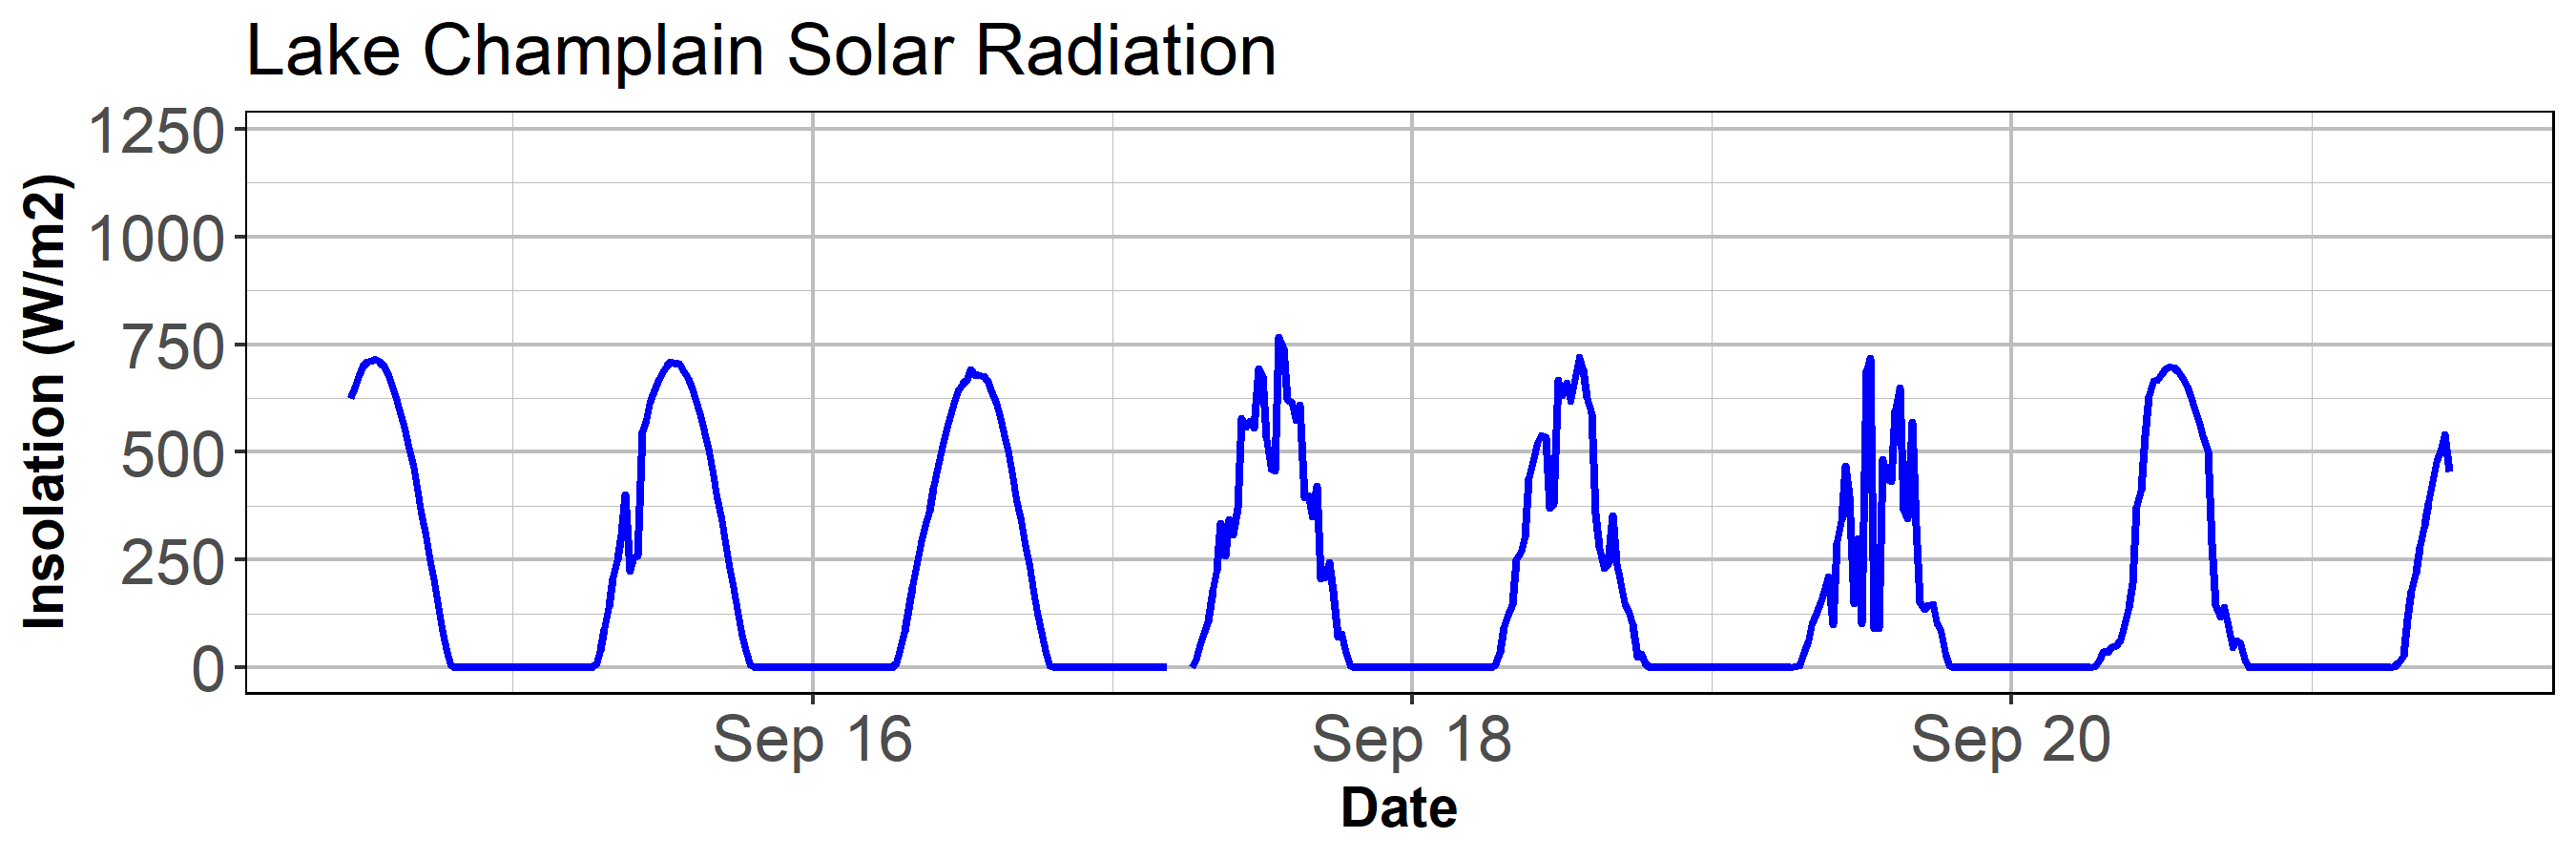 Lake Champlain Solar Radiation
Insolation (W/m2)
1250
1000
750
500
250
0
Sep 16 Sep 18 Sep 20
Date